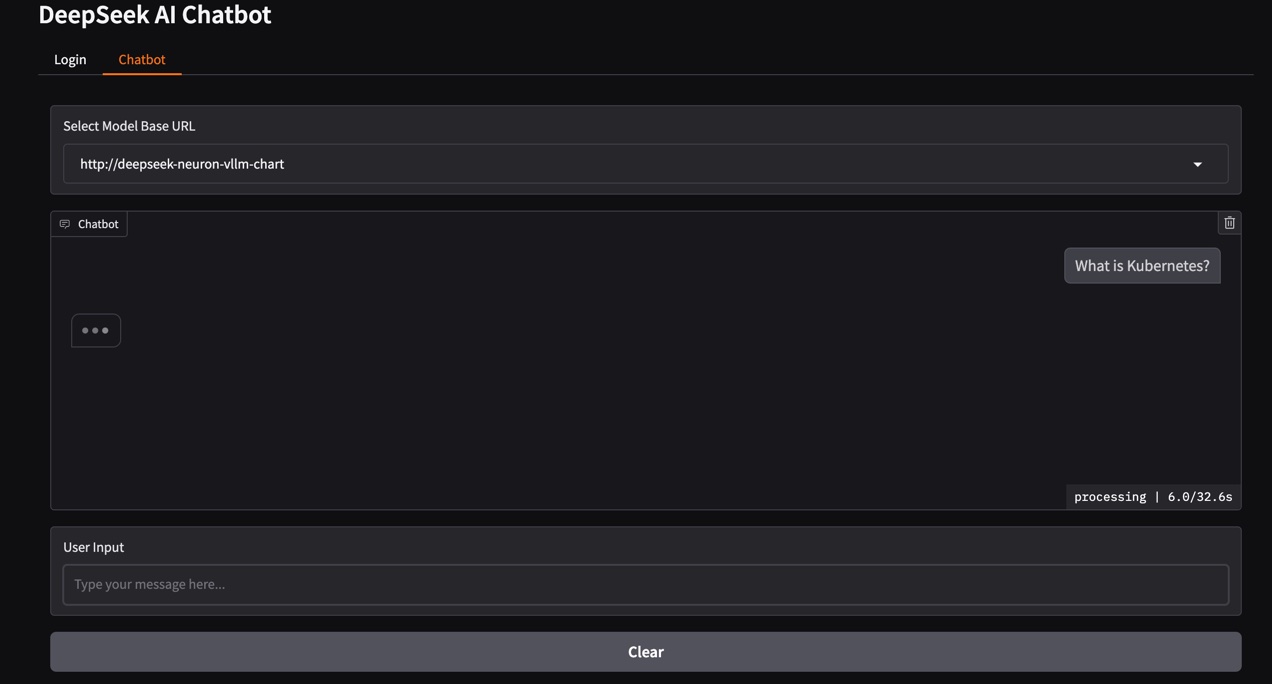 DeepSeek AI Chatbot
Login Chatbot
Select Model Base URL
http://deepseek-neuron-vllm-chart
Chatbot
What is Kubernetes?
processing | 6.0/32.6s
User Input
Type your message here...
Clear